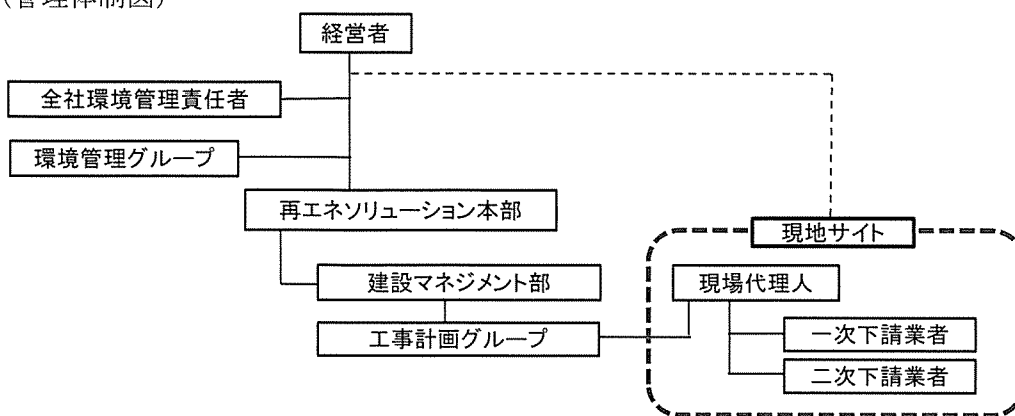 (管理体制図)
経営者
全社環境管理責任者
環境管理グループ
再エネソリューション本部
現地サイト
建設マネジメント部
現場代理人
工事計画グループ
一次下請業者
二次下請業者